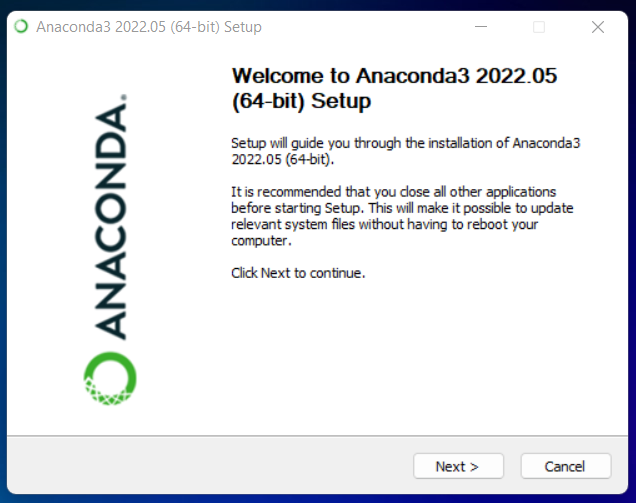 Anaconda3 2022.05 (64-bit) Setup
Welcome to Anaconda3 2022.05
(64-bit) Setup
Setup will guide you through the installation of Anaconda3
2022.05 (64-bit).
It is recommended that you close all other applications
before starting Setup. This will make it possible to update
relevant system files without having to reboot your
computer.
Click Next to continue.
ANACONDA.
Next >
Cancel